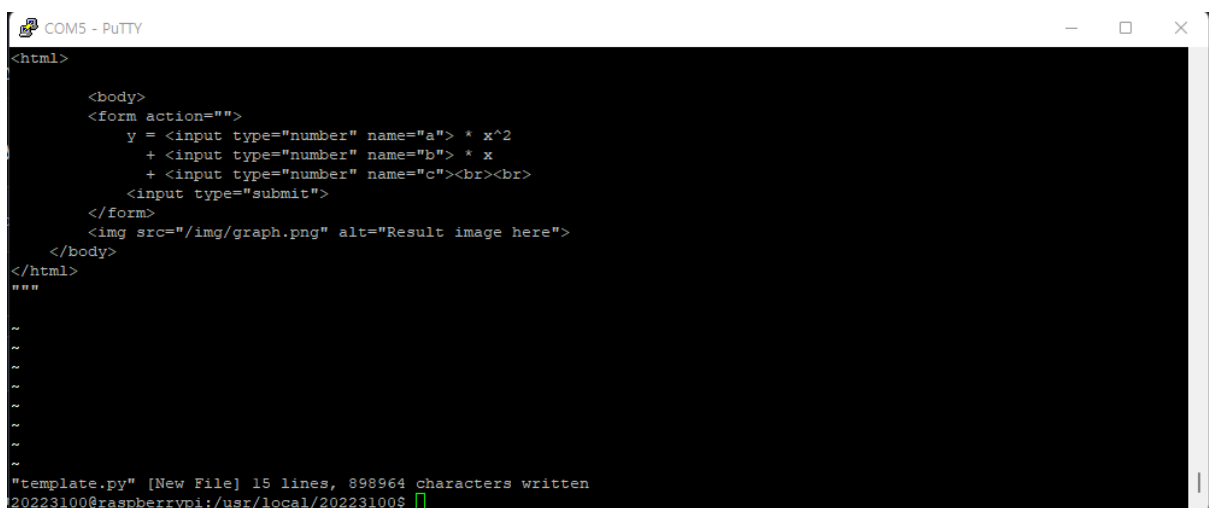 COM5 - PuTTY
<html>
<body>
<form action="">
y = <input type="number" name="a"> * x^2
+ <input type="number" name="b"> * x
+ <input type="number" name="c"><br><br>
<input type="submit">
</form>
<img src="/img/graph.png" alt="Result image here">
</body>
</html>
"""
~
~
~
~
~
~
~
~
"template.py" [New File] 15 lines, 898964 characters written
20223100@raspberrypi:/usr/local/20223100$